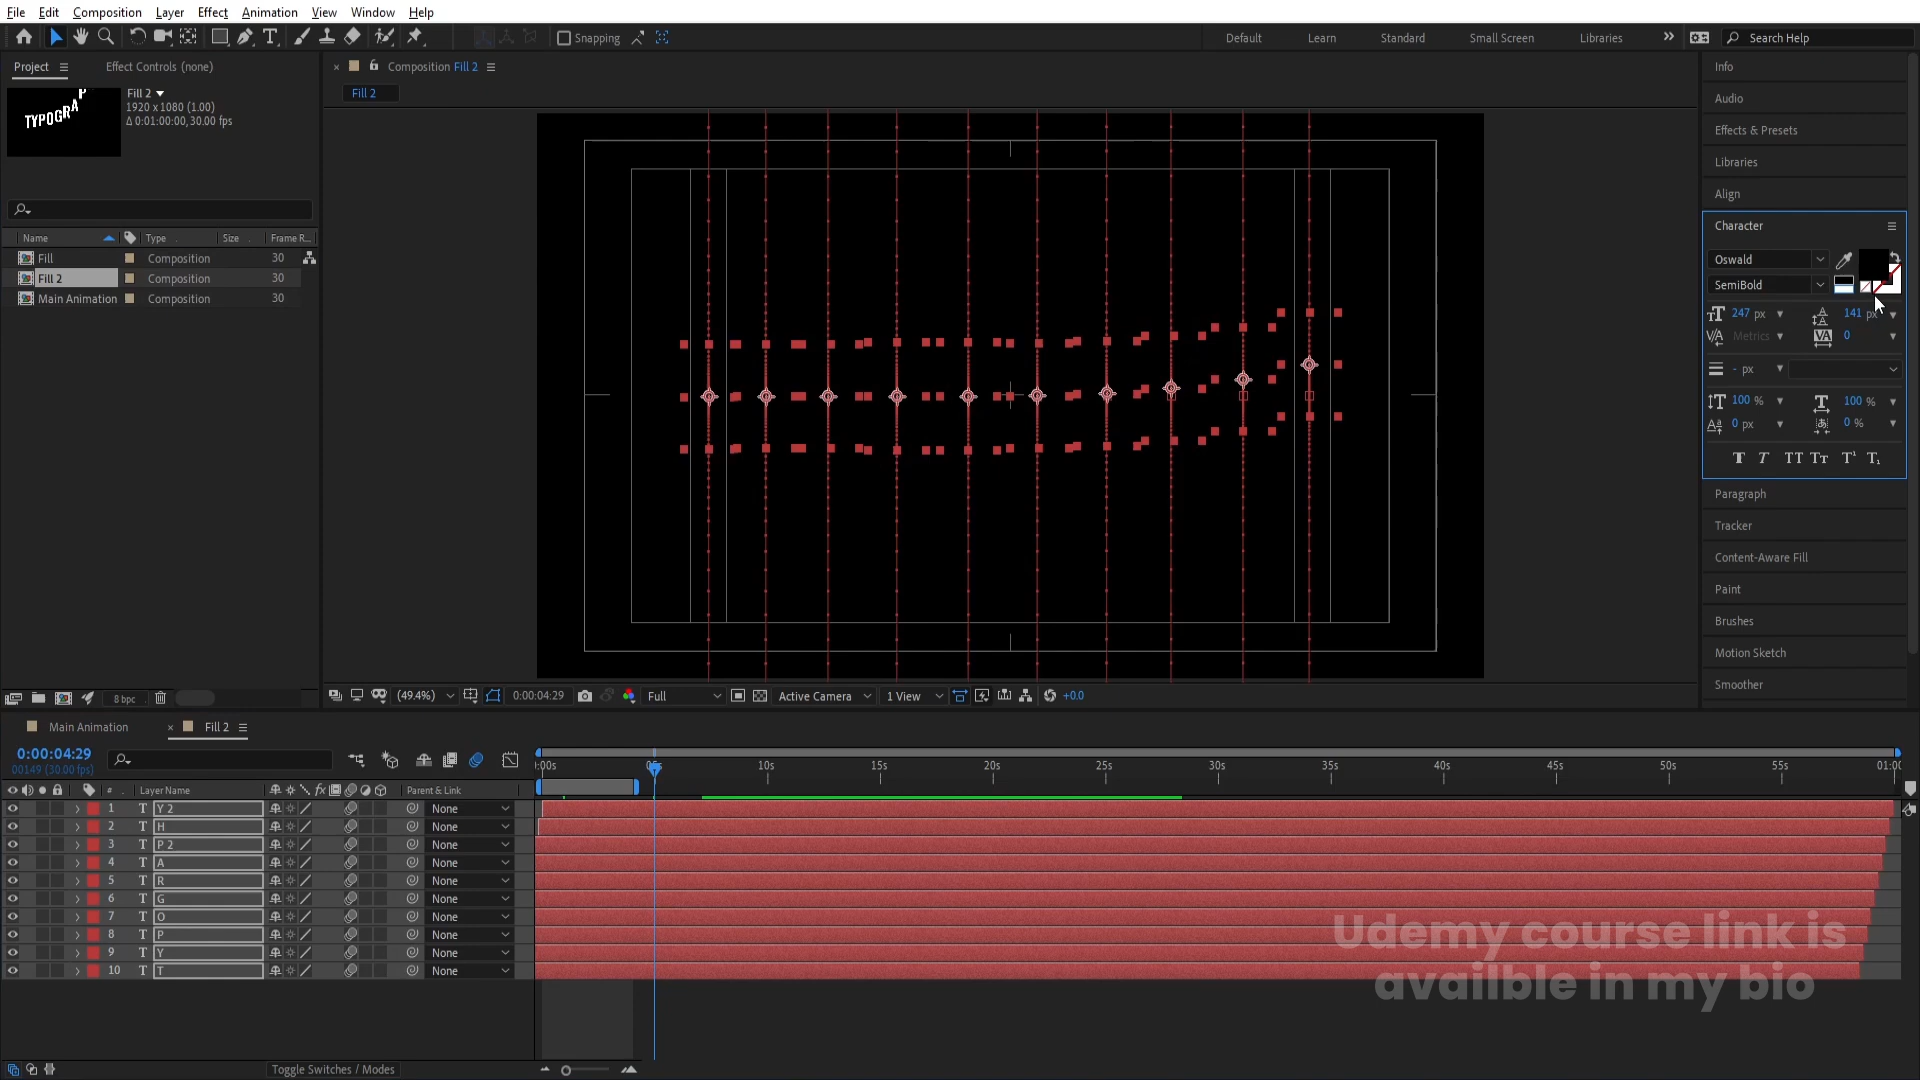 File Edit Composition Layer Effect Animation View Window Help
Snapping Default Learn Standard Small Screen Libraries Search Help
Project Effect Controls (none)
Composition Fill 2
Fill 2
TYPOGRAP
Fill 2
1920 x 1080 (1.00)
Δ 0:01:00:00, 30.00 fps
Name Type Size Frame R...
Fill Composition 30
Fill 2 Composition 30
Main Animation Composition 30
8 bpc
(49.4%) 0:00:04:29 Full Active Camera 1 View +0.0
Info
Audio
Effects & Presets
Libraries
Align
Character
Oswald
SemiBold
247 px 141 px
Metrics 0
- px
100 % 100 %
0 px 0 %
T T TT Tt T¹ T₁
Paragraph
Tracker
Content-Aware Fill
Paint
Brushes
Motion Sketch
Smoother
Main Animation Fill 2
0:00:04:29
00149 (30.00 fps)
:00s 05s 10s 15s 20s 25s 30s 35s 40s 45s 50s 55s 01:00
# Layer Name fx Parent & Link
1 T Y 2 None
2 T H None
3 T P 2 None
4 T A None
5 T R None
6 T G None
7 T O None
8 T P None
9 T Y None
10 T T None
Toggle Switches / Modes
Udemy course link is
availble in my bio